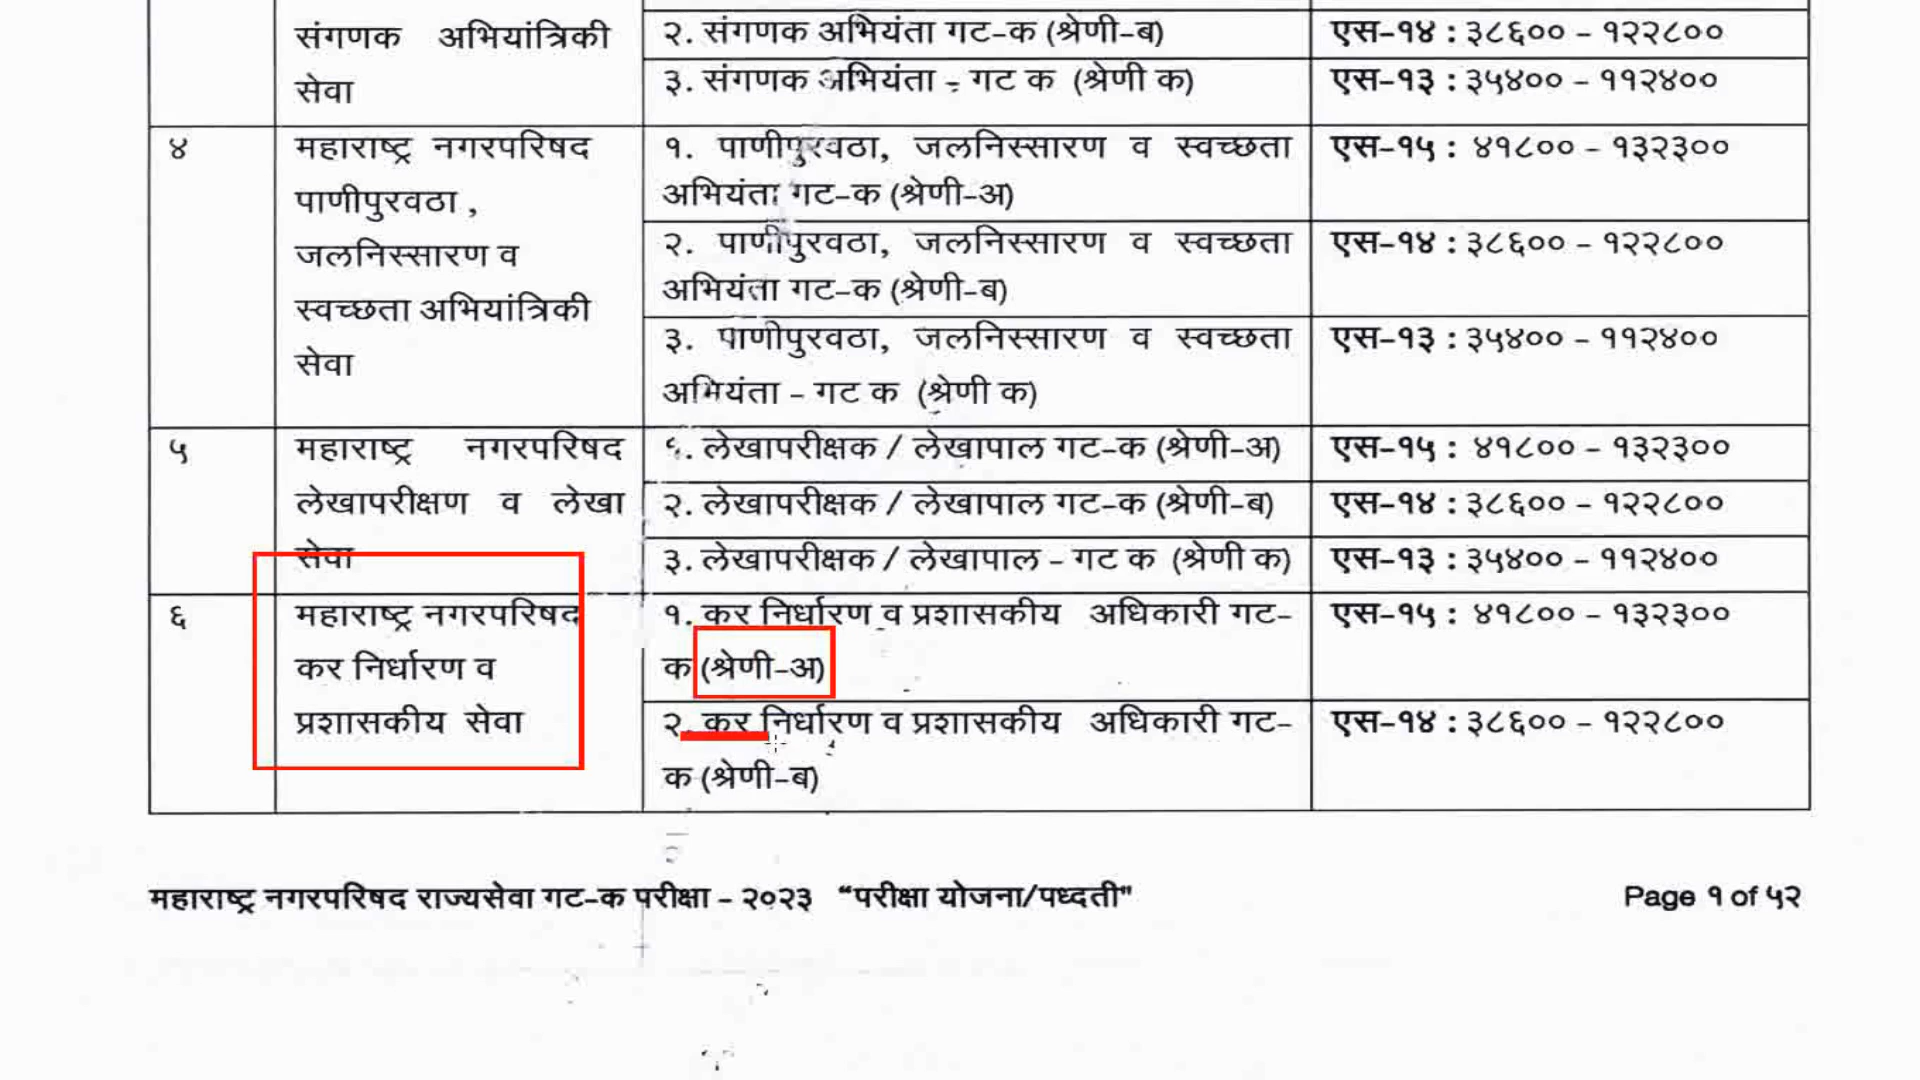 संगणक अभियांत्रिकी
सेवा
२. संगणक अभियंता गट-क (श्रेणी-ब)
एस-१४ : ३८६०० - १२२८००
३. संगणक अभियंता - गट क (श्रेणी क)
एस-१३ : ३५४०० - ११२४००
४
महाराष्ट्र नगरपरिषद
पाणीपुरवठा ,
जलनिस्सारण व
स्वच्छता अभियांत्रिकी
सेवा
१. पाणीपुरवठा, जलनिस्सारण व स्वच्छता
अभियंता गट-क (श्रेणी-अ)
एस-१५ : ४१८०० - १३२३००
२. पाणीपुरवठा, जलनिस्सारण व स्वच्छता
अभियंता गट-क (श्रेणी-ब)
एस-१४ : ३८६०० - १२२८००
३. पाणीपुरवठा, जलनिस्सारण व स्वच्छता
अभियंता - गट क (श्रेणी क)
एस-१३ : ३५४०० - ११२४००
५
महाराष्ट्र नगरपरिषद
लेखापरीक्षण व लेखा
सेवा
१. लेखापरीक्षक / लेखापाल गट-क (श्रेणी-अ)
एस-१५ : ४१८०० - १३२३००
२. लेखापरीक्षक / लेखापाल गट-क (श्रेणी-ब)
एस-१४ : ३८६०० - १२२८००
३. लेखापरीक्षक / लेखापाल - गट क (श्रेणी क)
एस-१३ : ३५४०० - ११२४००
६
महाराष्ट्र नगरपरिषद
कर निर्धारण व
प्रशासकीय सेवा
१. कर निर्धारण व प्रशासकीय अधिकारी गट-
क (श्रेणी-अ)
एस-१५ : ४१८०० - १३२३००
२. कर निर्धारण व प्रशासकीय अधिकारी गट-
क (श्रेणी-ब)
एस-१४ : ३८६०० - १२२८००
महाराष्ट्र नगरपरिषद राज्यसेवा गट-क परीक्षा - २०२३ “परीक्षा योजना/पध्दती"
Page १ of ५२